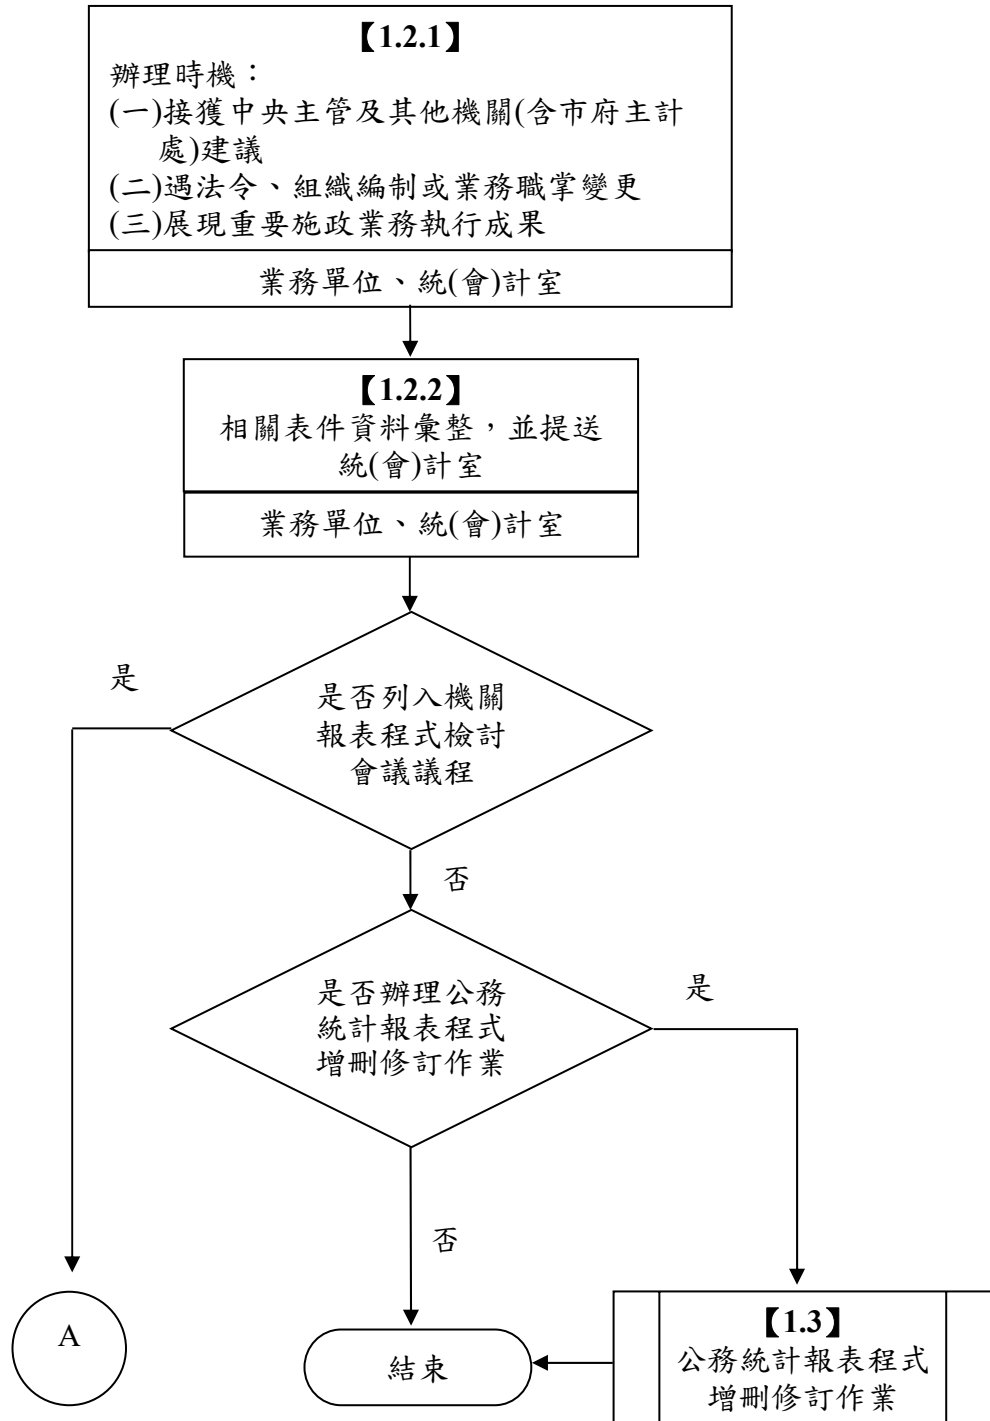 【1.2.1】
辦理時機：
(一)接獲中央主管及其他機關(含市府主計
處)建議
(二)遇法令、組織編制或業務職掌變更
(三)展現重要施政業務執行成果
業務單位、統(會)計室
【1.2.2】
相關表件資料彙整，並提送
統(會)計室
業務單位、統(會)計室
是
是否列入機關
報表程式檢討
會議議程
否
是否辦理公務
統計報表程式
增刪修訂作業
是
否
A
結束
【1.3】
公務統計報表程式
增刪修訂作業